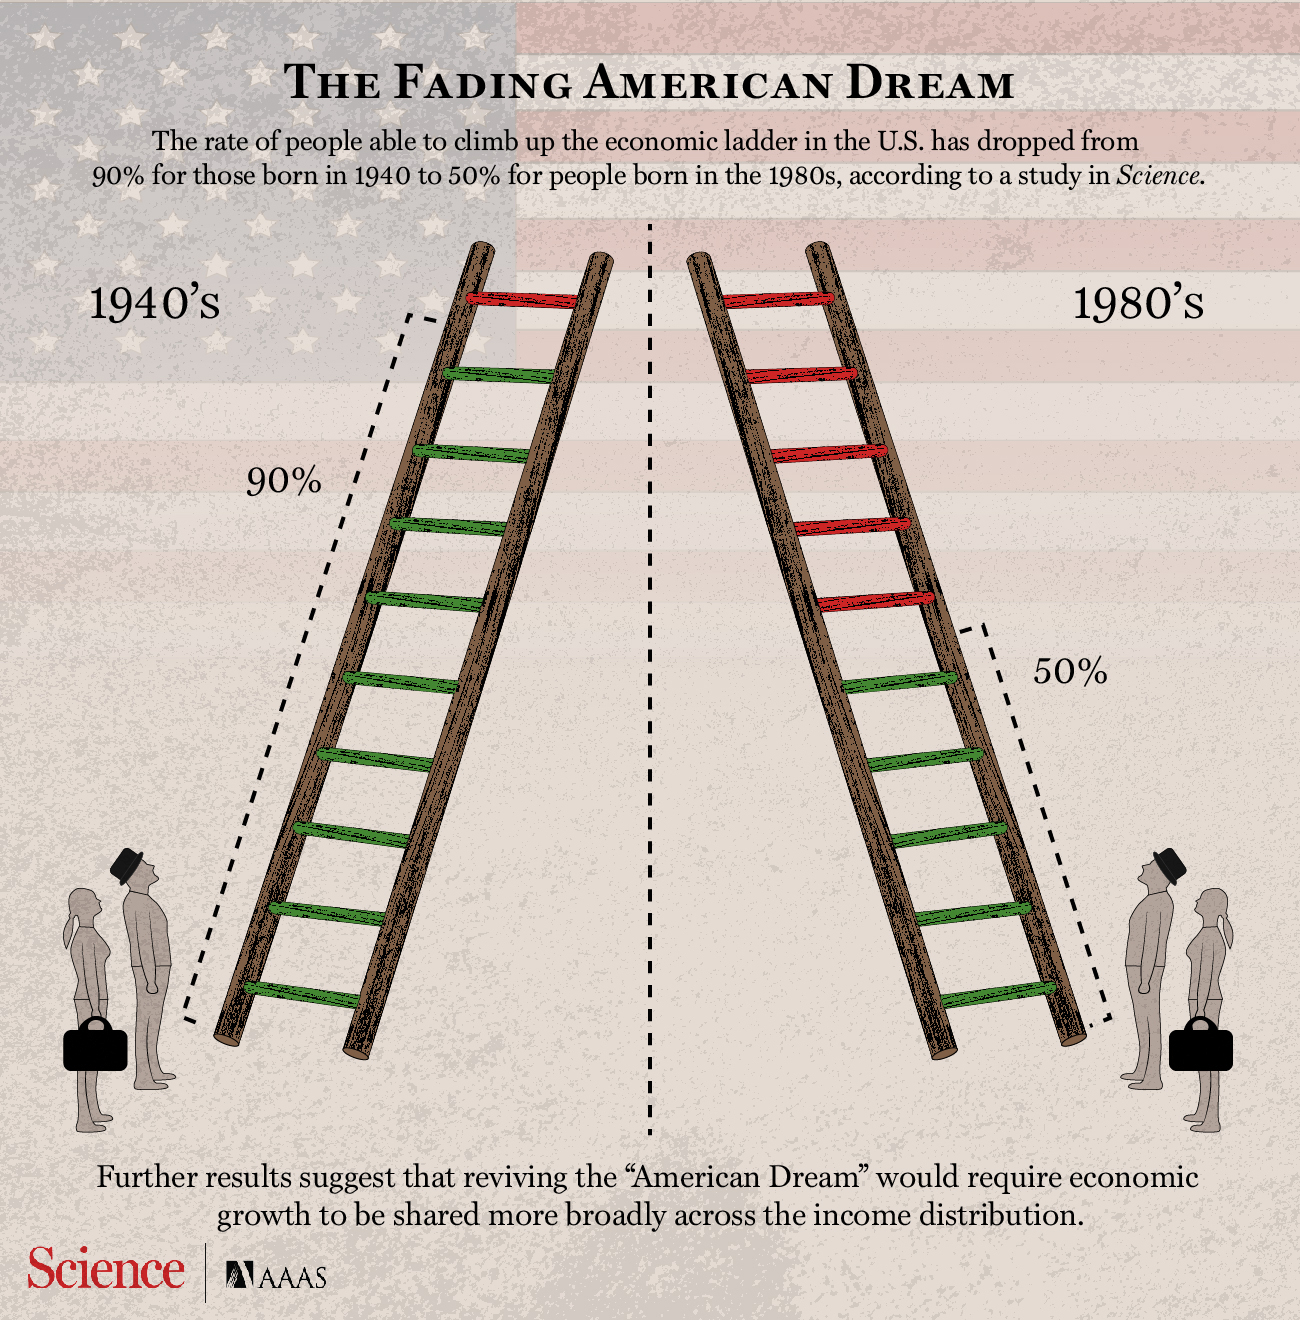 The Fading American Dream
The rate of people able to climb up the economic ladder in the U.S. has dropped from
90% for those born in 1940 to 50% for people born in the 1980s, according to a study in Science.
1940’s
1980’s
90%
50%
Further results suggest that reviving the “American Dream” would require economic
growth to be shared more broadly across the income distribution.
Science
AAAS